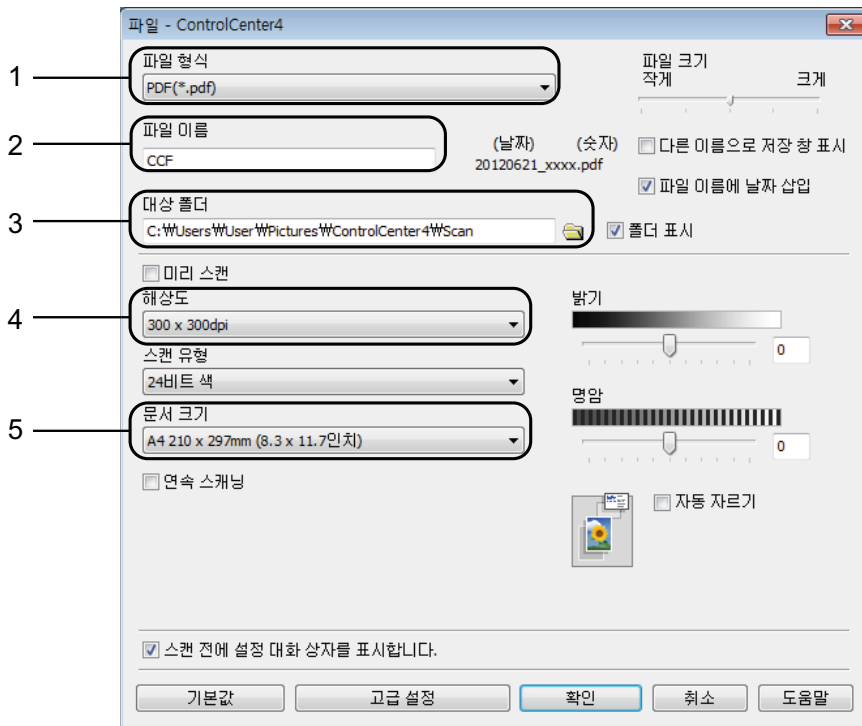 파일 - ControlCenter4
1
파일 형식
PDF(*.pdf)
파일 크기
작게 크게
2
파일 이름
CCF
(날짜) (숫자)
20120621_xxxx.pdf
다른 이름으로 저장 창 표시
파일 이름에 날짜 삽입
3
대상 폴더
C:₩Users₩User₩Pictures₩ControlCenter4₩Scan
폴더 표시
미리 스캔
4
해상도
300 x 300dpi
밝기
0
스캔 유형
24비트 색
명암
0
5
문서 크기
A4 210 x 297mm (8.3 x 11.7인치)
연속 스캐닝
자동 자르기
스캔 전에 설정 대화 상자를 표시합니다.
기본값 고급 설정 확인 취소 도움말